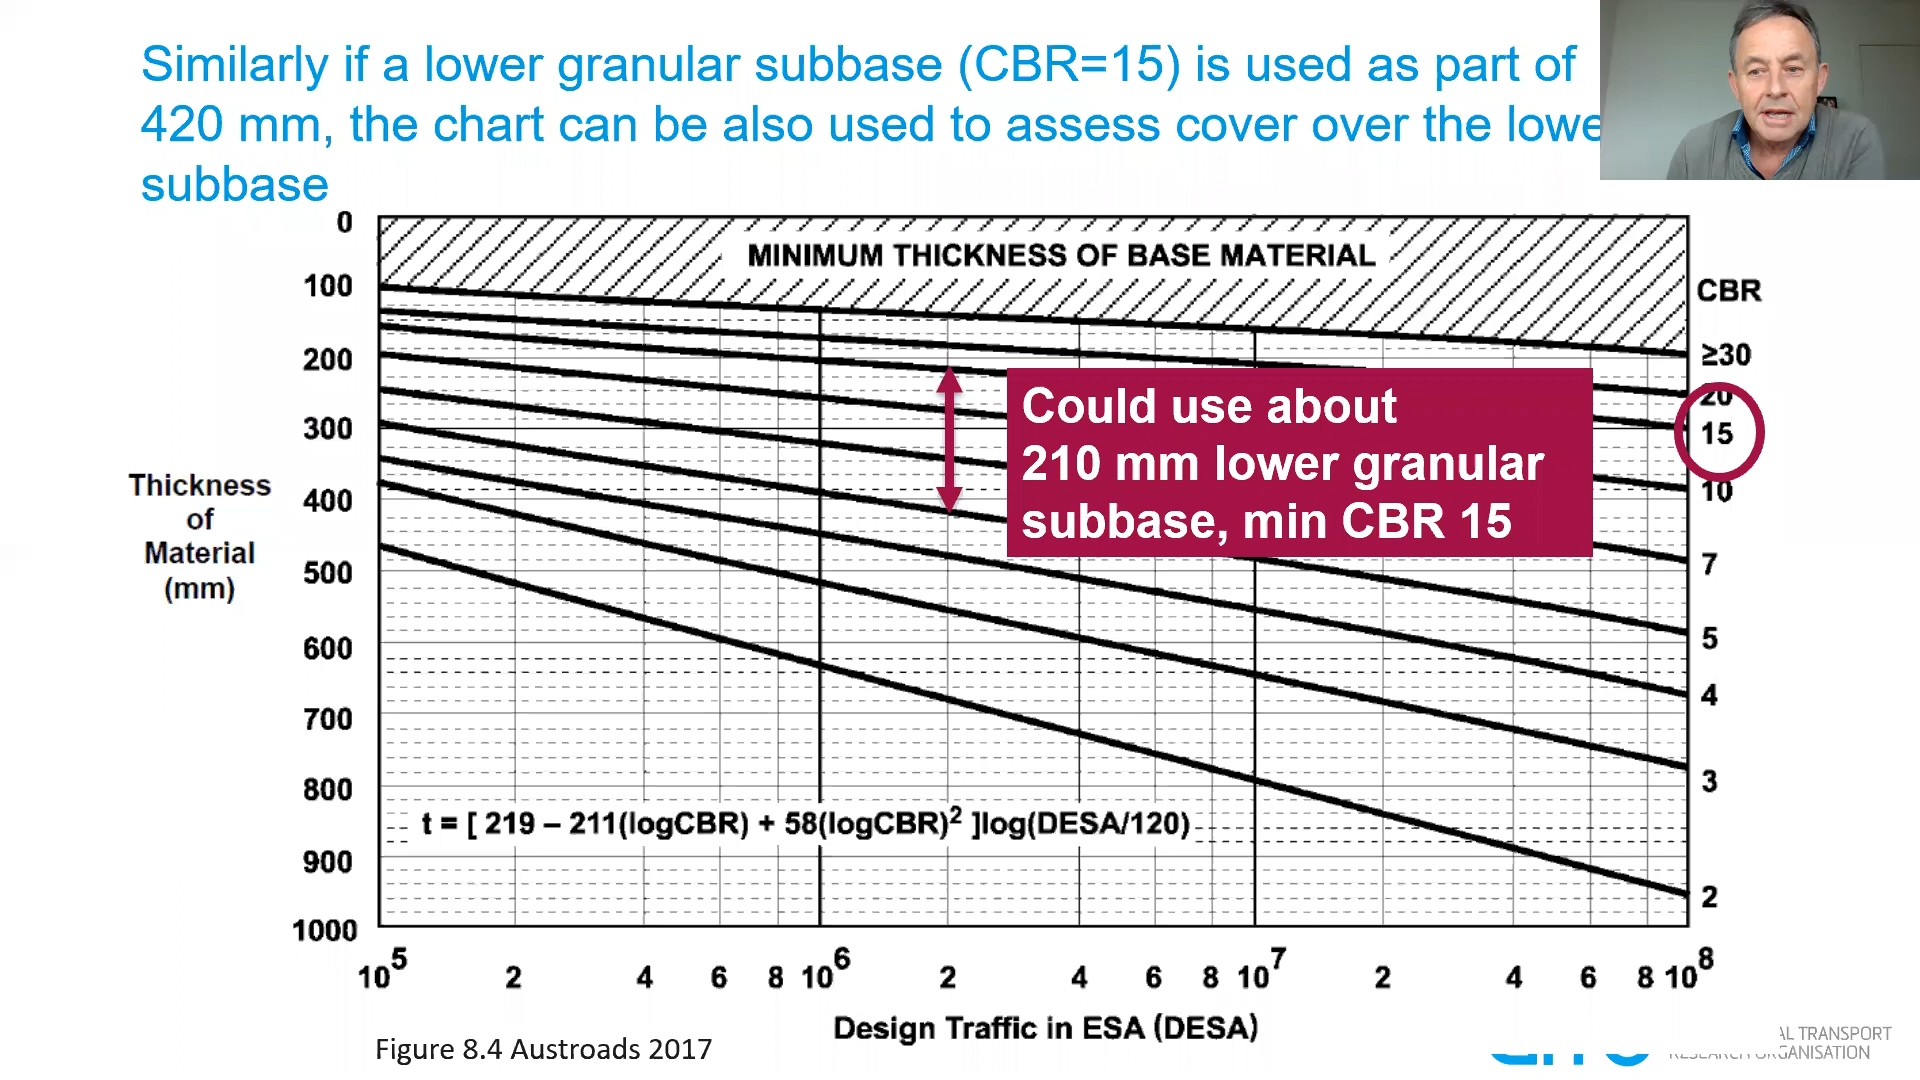 Similarly if a lower granular subbase (CBR=15) is used as part of
420 mm, the chart can be also used to assess cover over the lowe
subbase
0
MINIMUM THICKNESS OF BASE MATERIAL
100
CBR
200
≥30
20
Could use about
210 mm lower granular
subbase, min CBR 15
300
15
Thickness
of
Material
(mm)
400
10
500
7
600
5
700
4
800
3
t = [ 219 – 211(logCBR) + 58(logCBR)² ]log(DESA/120)
900
2
1000
10⁵ 2 4 6 8 10⁶ 2 4 6 8 10⁷ 2 4 6 8 10⁸
Design Traffic in ESA (DESA)
Figure 8.4 Austroads 2017
AL TRANSPORT
RESEARCH ORGANISATION